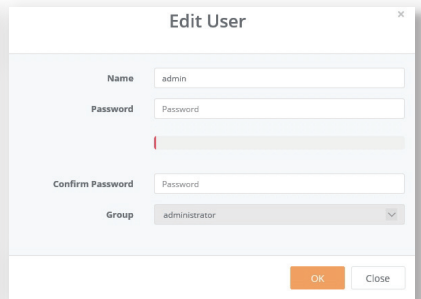 Edit User
×
Name admin
Password Password
Confirm Password Password
Group administrator
OK Close